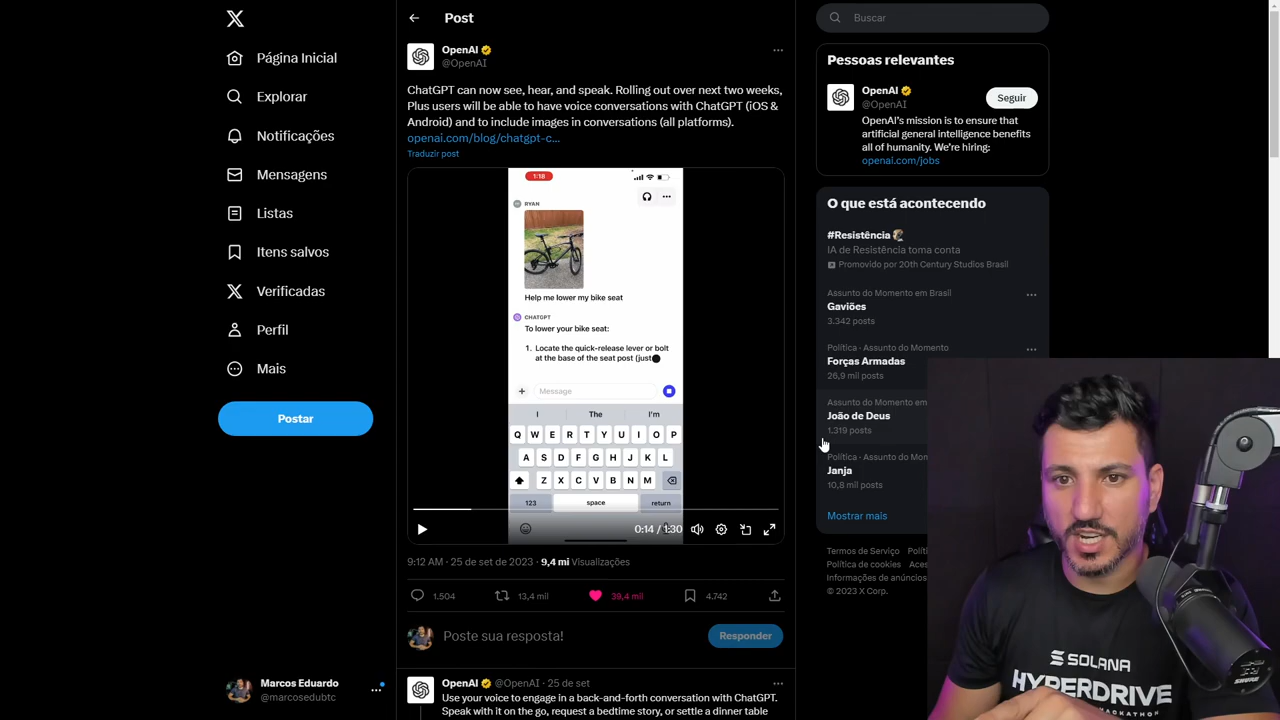 Página Inicial
Explorar
Notificações
Mensagens
Listas
Itens salvos
Verificadas
Perfil
Mais
Postar
Marcos Eduardo
@marcosedubtc
Post
OpenAI
@OpenAI
ChatGPT can now see, hear, and speak. Rolling out over next two weeks,
Plus users will be able to have voice conversations with ChatGPT (iOS &
Android) and to include images in conversations (all platforms).
openai.com/blog/chatgpt-c...
Traduzir post
1:18
RYAN
Help me lower my bike seat
CHATGPT
To lower your bike seat:
1. Locate the quick-release lever or bolt
at the base of the seat post (just
Message
I The I'm
Q W E R T Y U I O P
A S D F G H J K L
Z X C V B N M
123 space return
0:14 / 1:30
9:12 AM · 25 de set de 2023 · 9,4 mi Visualizações
1.504 13,4 mil 39,4 mil 4.742
Poste sua resposta!
Responder
OpenAI @OpenAI · 25 de set
Use your voice to engage in a back-and-forth conversation with ChatGPT.
Speak with it on the go, request a bedtime story, or settle a dinner table
Buscar
Pessoas relevantes
OpenAI
@OpenAI
Seguir
OpenAI's mission is to ensure that
artificial general intelligence benefits
all of humanity. We're hiring:
openai.com/jobs
O que está acontecendo
#Resistência
IA de Resistência toma conta
Promovido por 20th Century Studios Brasil
Assunto do Momento em Brasil
Gaviões
3.342 posts
Política · Assunto do Momento
Forças Armadas
26,9 mil posts
Assunto do Momento em
João de Deus
1.319 posts
Política · Assunto do Mom
Janja
10,8 mil posts
Mostrar mais
Termos de Serviço Políti
Política de cookies Aces
Informações de anúncios
© 2023 X Corp.
SOLANA
HYPERDRIVE
HACKATHON